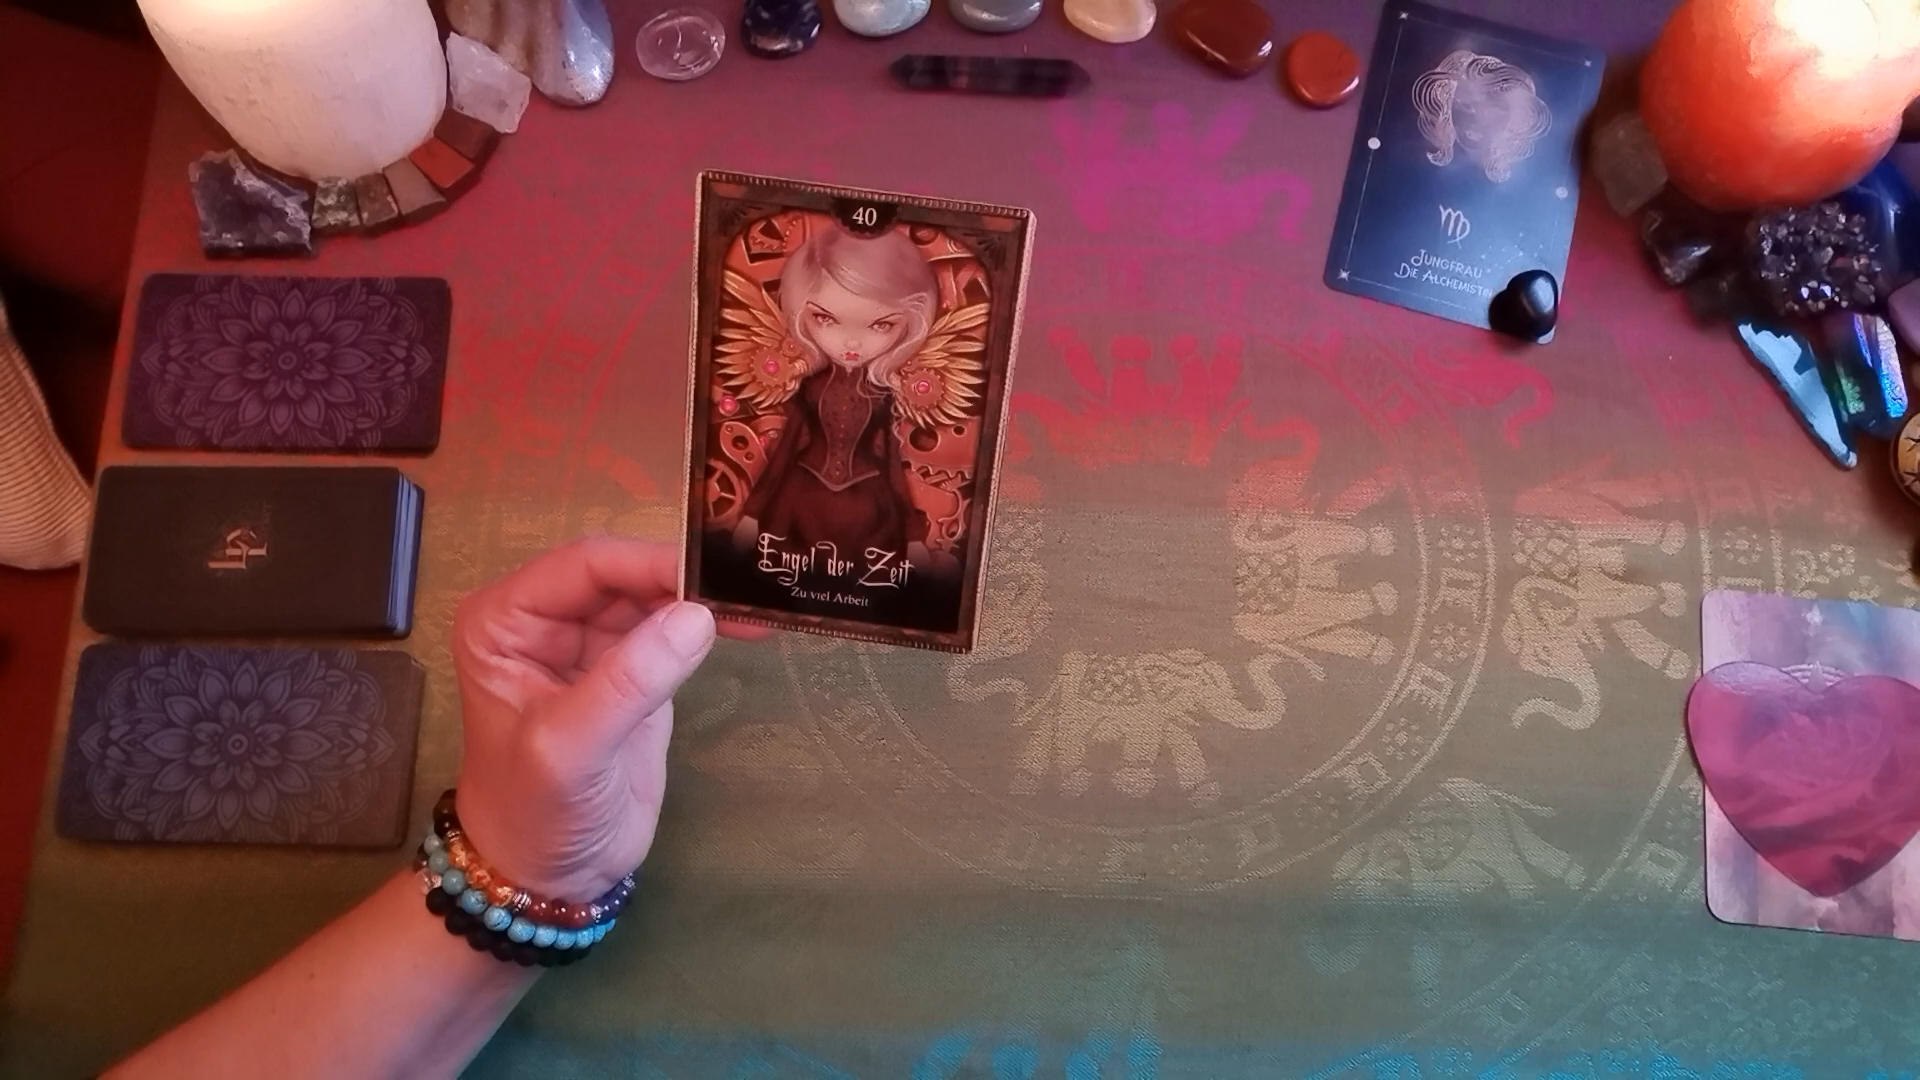 40
Engel der Zeit
Zu viel Arbeit
♍
Jungfrau
Die Alchemistin